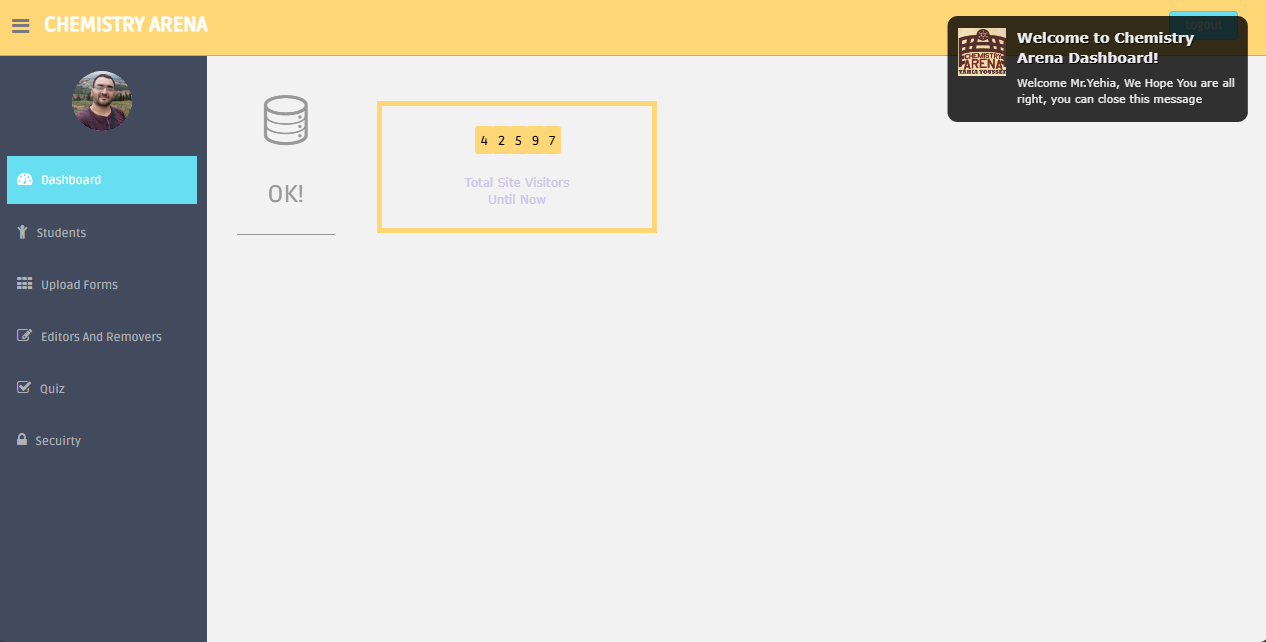 CHEMISTRY ARENA
Logout
Welcome to Chemistry
Arena Dashboard!
Welcome Mr.Yehia, We Hope You are all
right, you can close this message
CHEMISTRY
ARENA
YAHIA YOUSSEF
Dashboard
Students
Upload Forms
Editors And Removers
Quiz
Secuirty
OK!
4 2 5 9 7
Total Site Visitors
Until Now